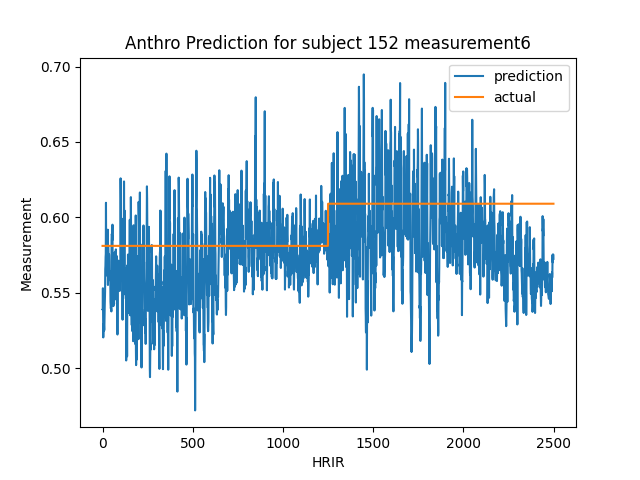 Anthro Prediction for subject 152 measurement6
prediction
actual
0.70
0.65
0.60
0.55
0.50
Measurement
0
500
1000
1500
2000
2500
HRIR